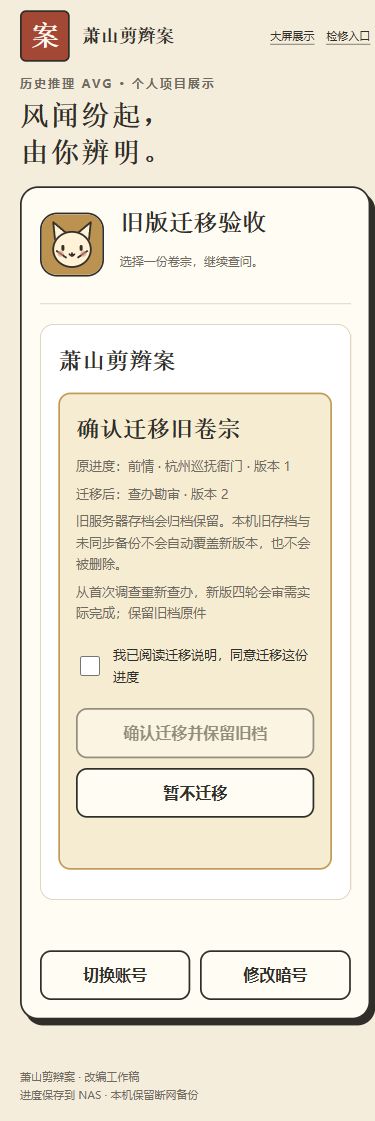 案
萧山剪辫案
大屏展示 检修入口
历史推理 AVG · 个人项目展示
风闻纷起，
由你辨明。
旧版迁移验收
选择一份卷宗，继续查问。
萧山剪辫案
确认迁移旧卷宗
原进度：前情 · 杭州巡抚衙门 · 版本 1
迁移后：查办勘审 · 版本 2
旧服务器存档会归档保留。本机旧存档与
未同步备份不会自动覆盖新版本，也不会
被删除。
从首次调查重新查办，新版四轮会审需实
际完成；保留旧档原件
我已阅读迁移说明，同意迁移这份
进度
确认迁移并保留旧档
暂不迁移
切换账号 修改暗号
萧山剪辫案 · 改编工作稿
进度保存到 NAS · 本机保留断网备份